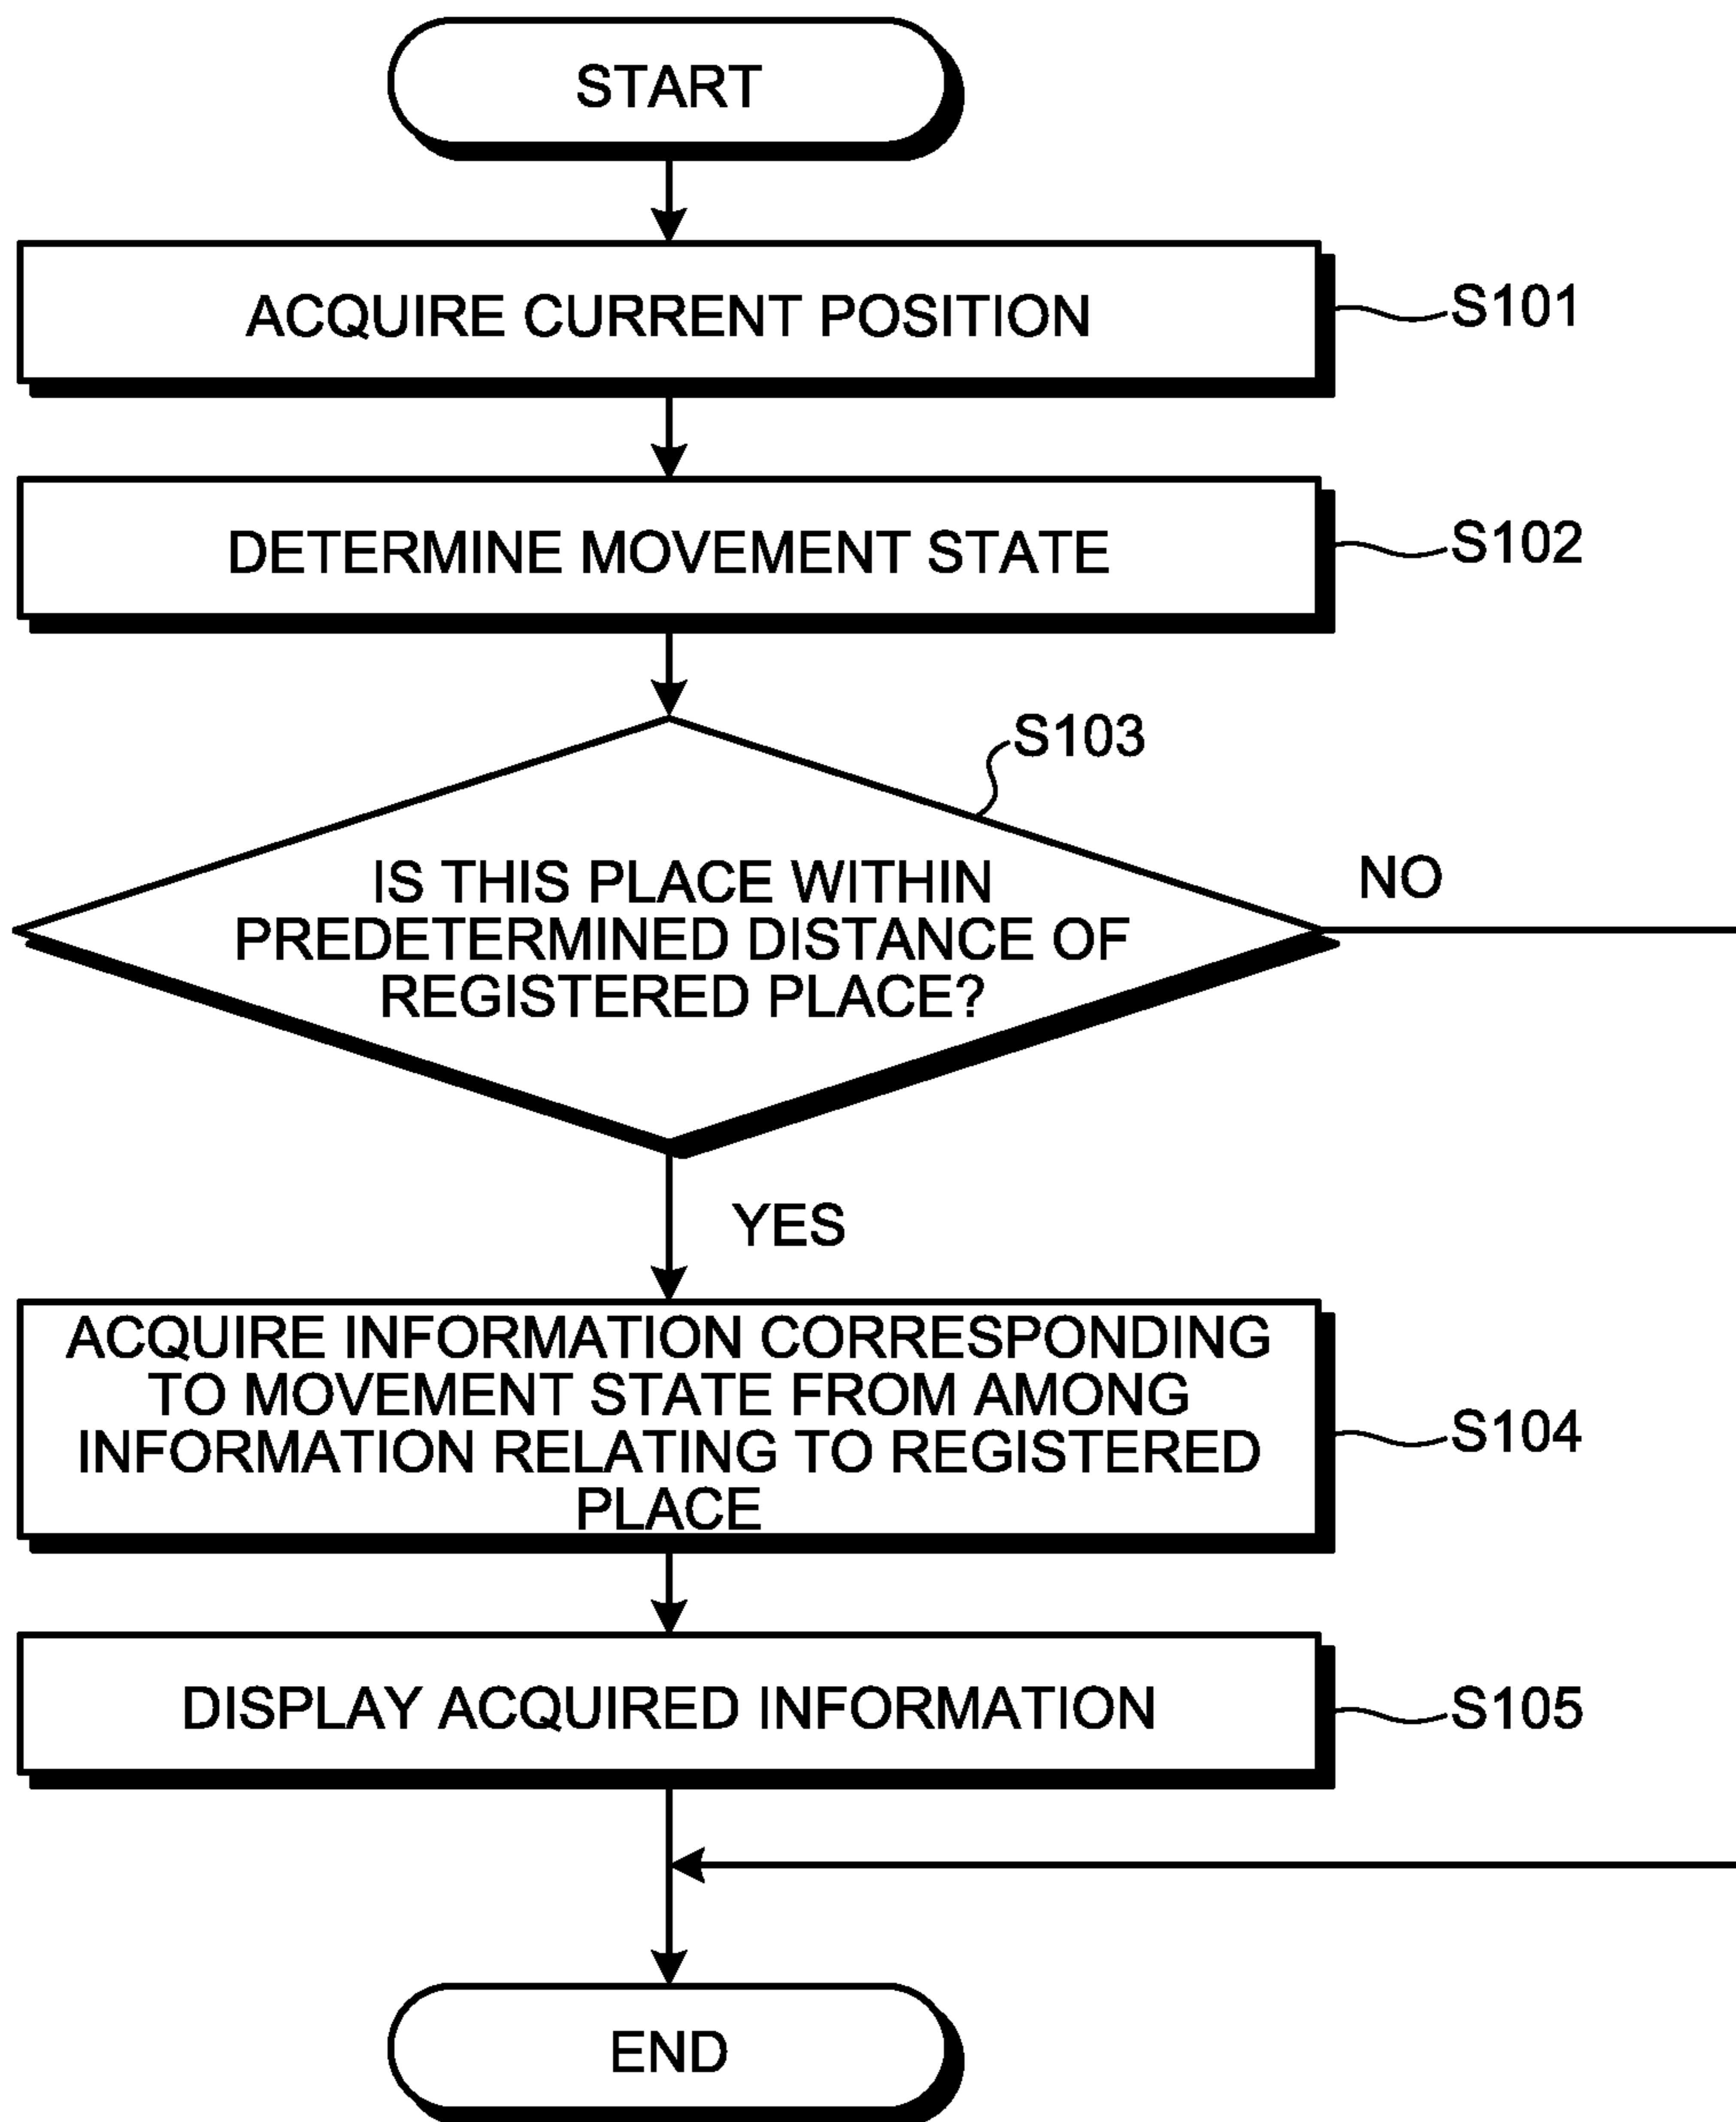 START
ACQUIRE CURRENT POSITION
S101
DETERMINE MOVEMENT STATE
S102
S103
IS THIS PLACE WITHIN
PREDETERMINED DISTANCE OF
REGISTERED PLACE?
NO
YES
ACQUIRE INFORMATION CORRESPONDING
TO MOVEMENT STATE FROM AMONG
INFORMATION RELATING TO REGISTERED
PLACE
S104
DISPLAY ACQUIRED INFORMATION
S105
END